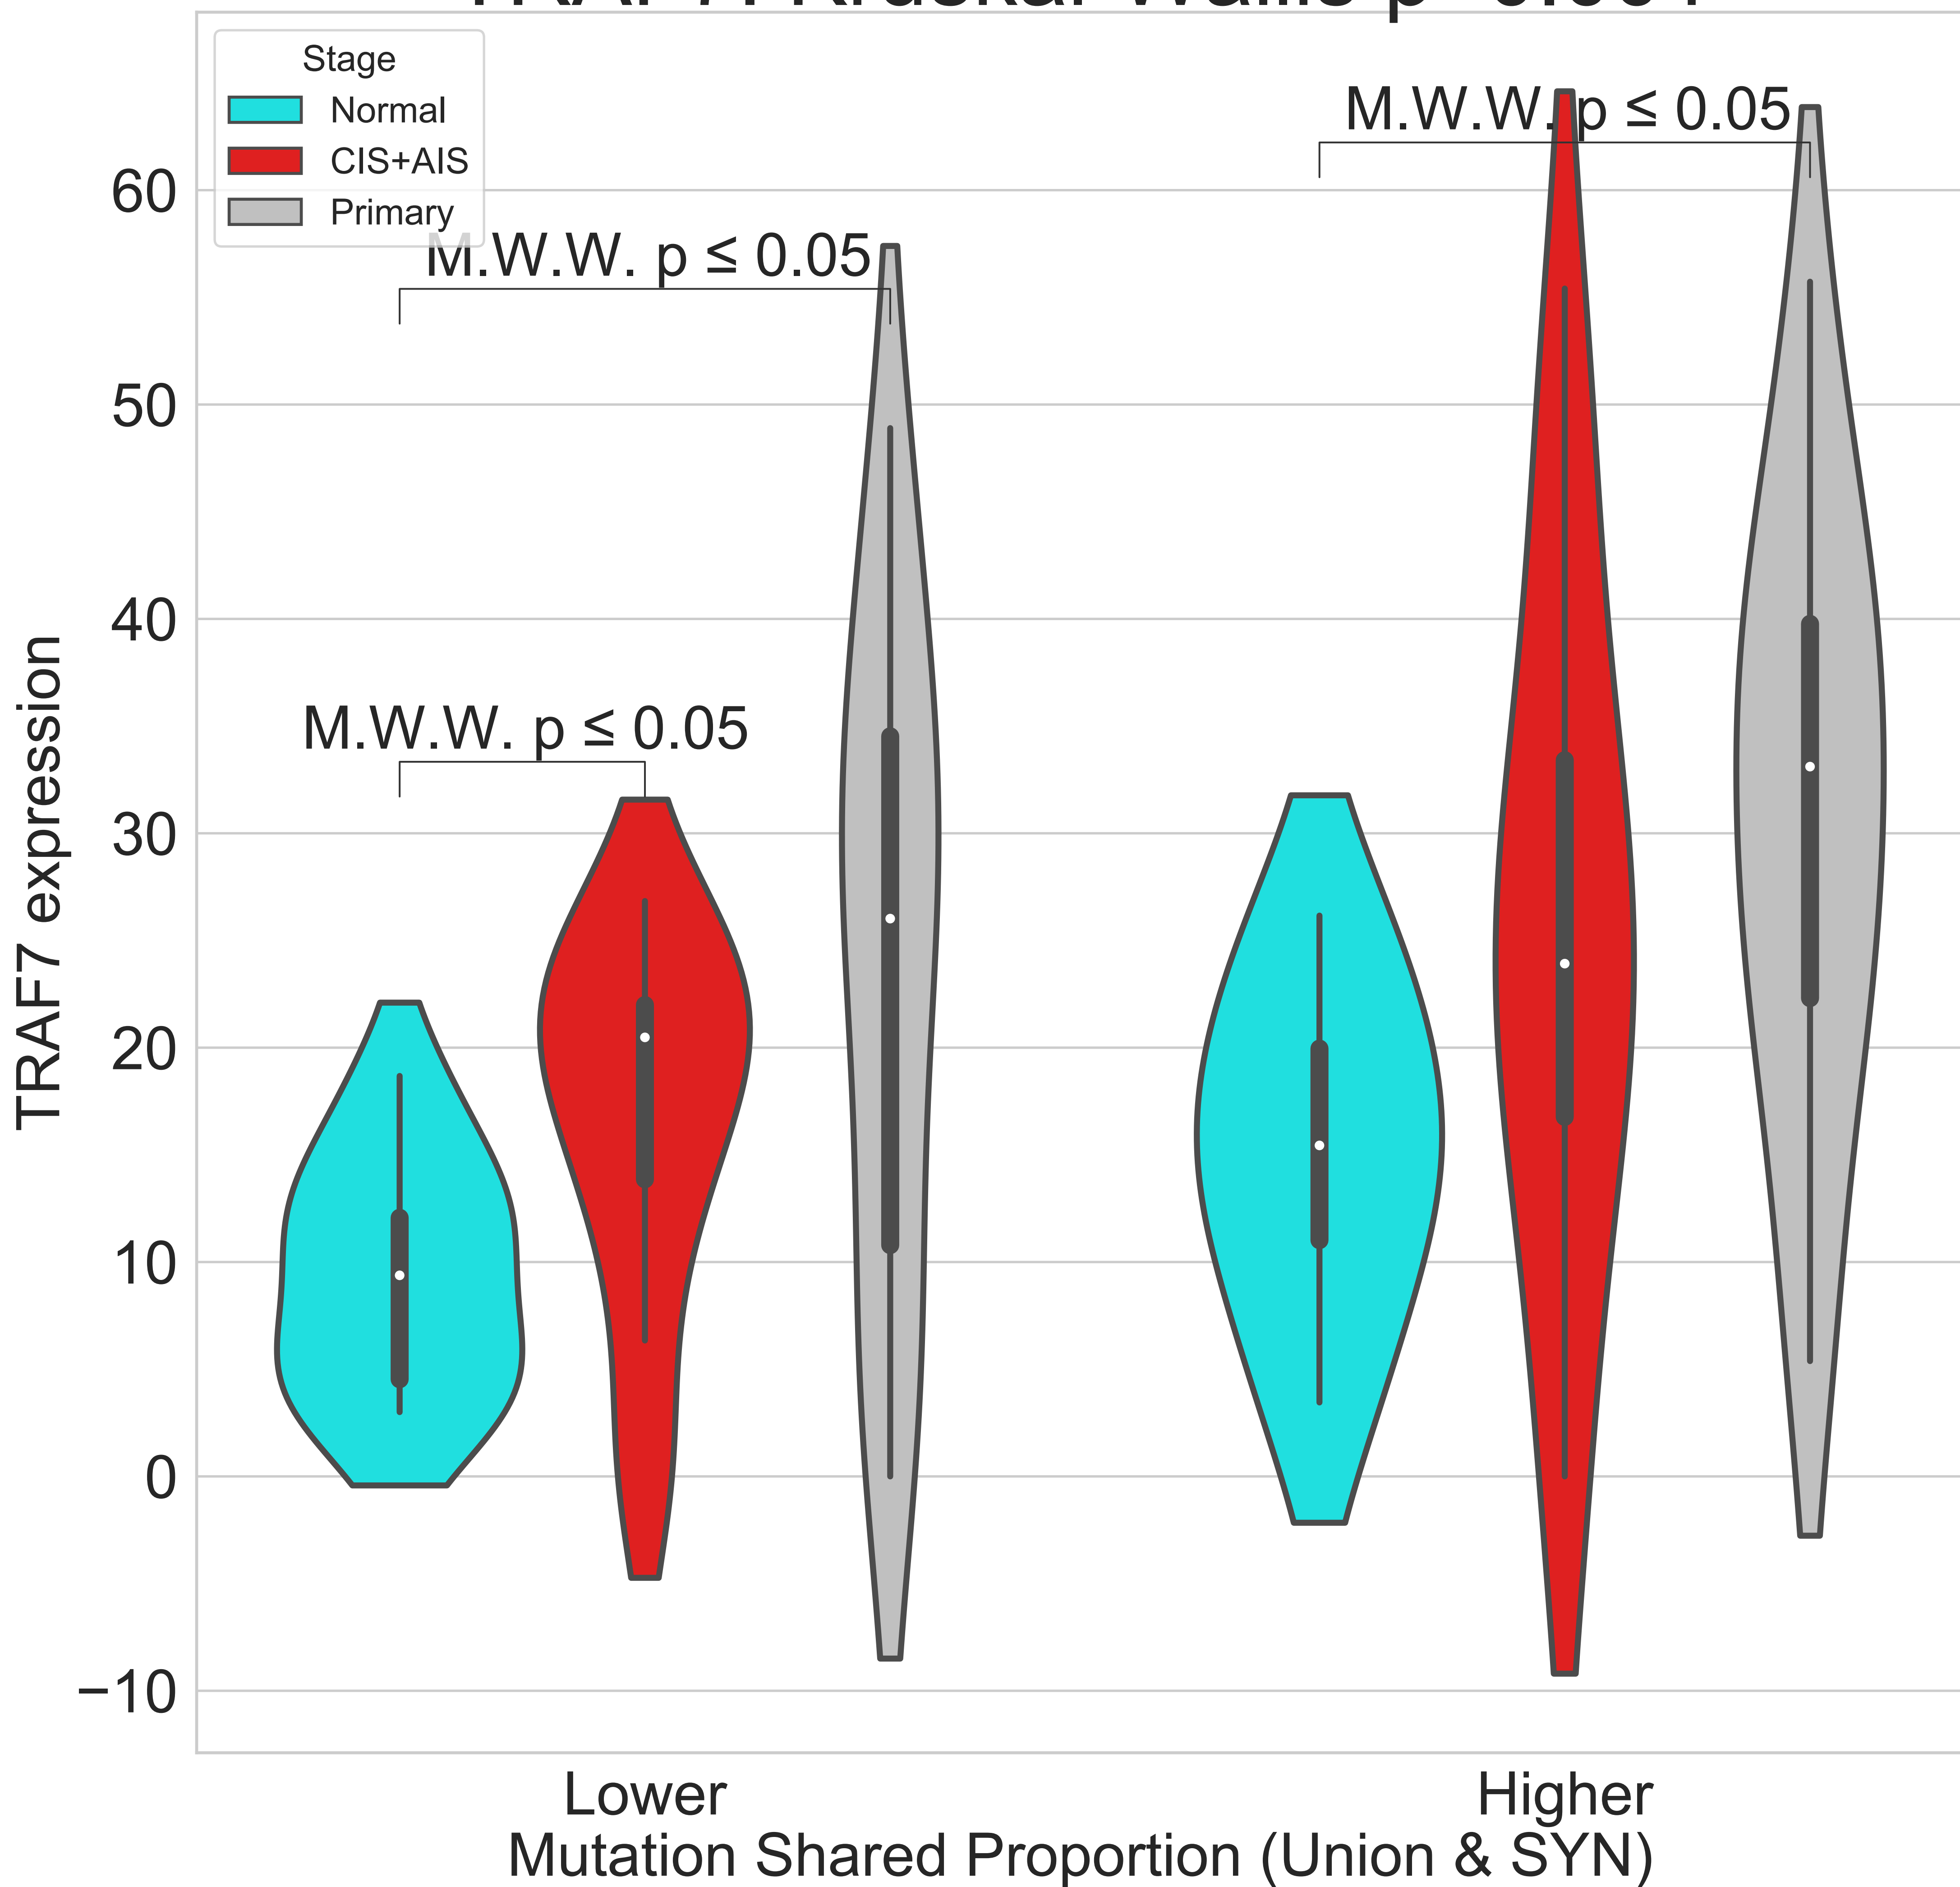 Stage
Normal
CIS+AIS
Primary
M.W.W. p ≤ 0.05
M.W.W. p ≤ 0.05
M.W.W. p ≤ 0.05
60
50
40
30
20
10
0
−10
TRAF7 expression
Lower
Higher
Mutation Shared Proportion (Union & SYN)